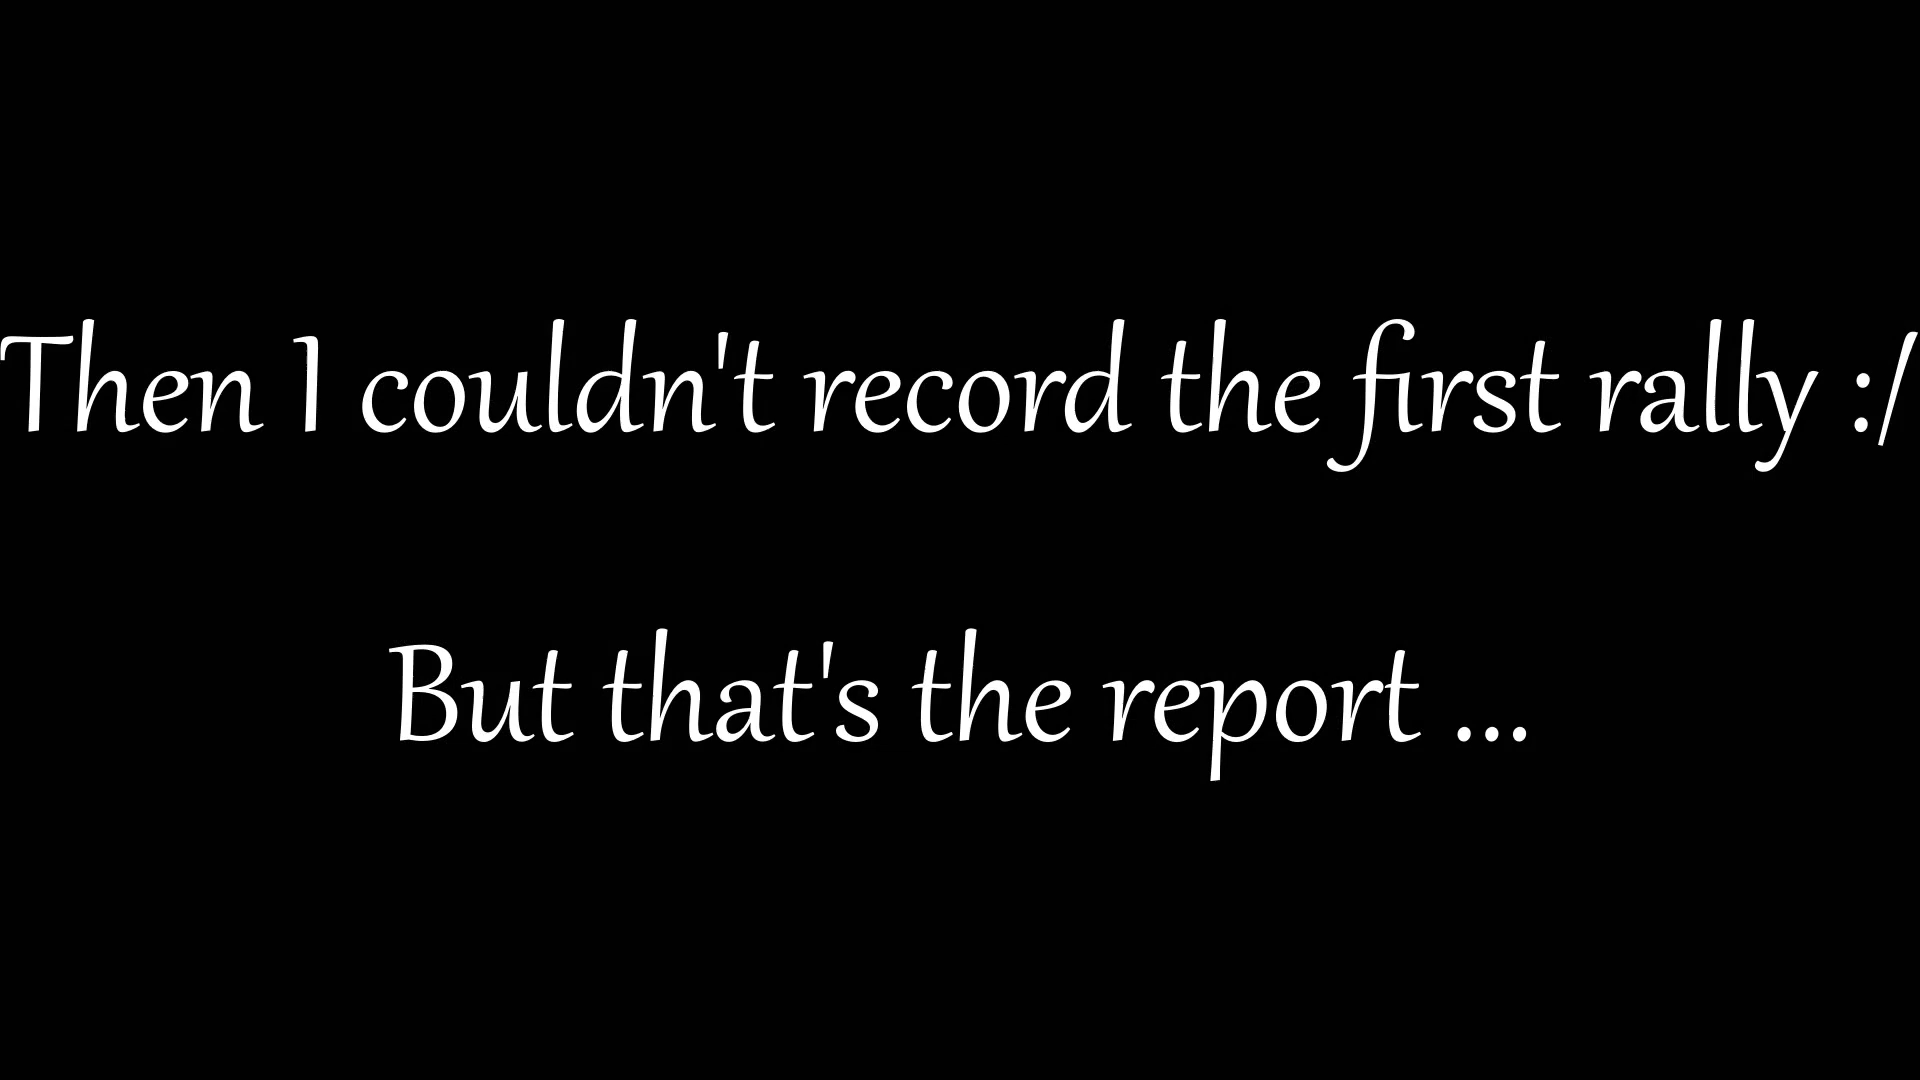 Then I couldn't record the first rally :/
But that's the report ...